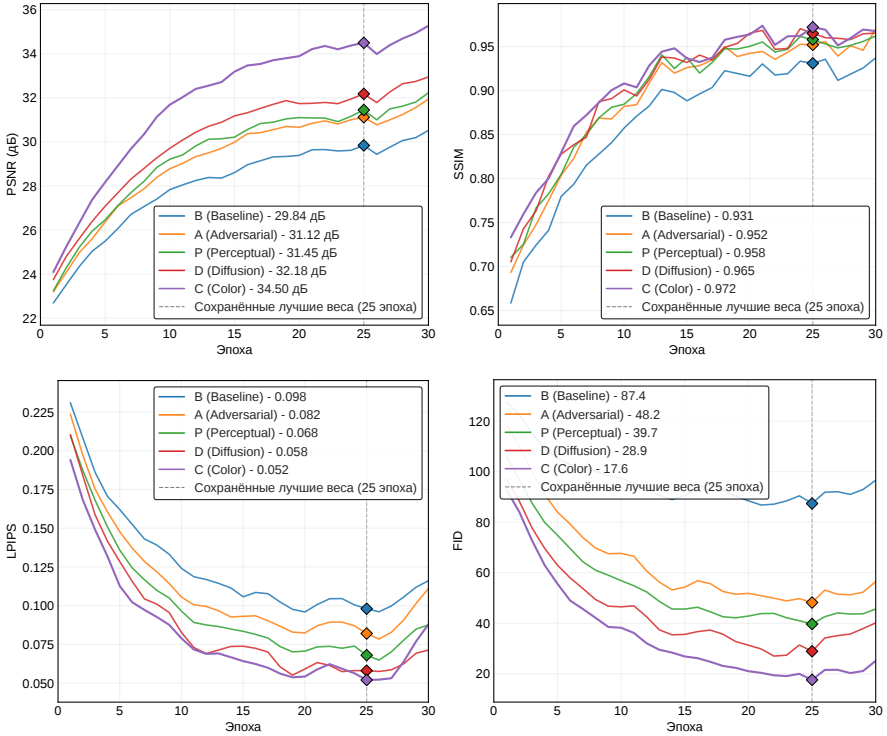 36
34
32
30
28
26
24
22
PSNR (дБ)
B (Baseline) - 29.84 дБ
A (Adversarial) - 31.12 дБ
P (Perceptual) - 31.45 дБ
D (Diffusion) - 32.18 дБ
C (Color) - 34.50 дБ
Сохранённые лучшие веса (25 эпоха)
0 5 10 15 20 25 30
Эпоха
0.95
0.90
0.85
0.80
0.75
0.70
0.65
SSIM
B (Baseline) - 0.931
A (Adversarial) - 0.952
P (Perceptual) - 0.958
D (Diffusion) - 0.965
C (Color) - 0.972
Сохранённые лучшие веса (25 эпоха)
0 5 10 15 20 25 30
Эпоха
0.225
0.200
0.175
0.150
0.125
0.100
0.075
0.050
LPIPS
B (Baseline) - 0.098
A (Adversarial) - 0.082
P (Perceptual) - 0.068
D (Diffusion) - 0.058
C (Color) - 0.052
Сохранённые лучшие веса (25 эпоха)
0 5 10 15 20 25 30
Эпоха
120
100
80
60
40
20
FID
B (Baseline) - 87.4
A (Adversarial) - 48.2
P (Perceptual) - 39.7
D (Diffusion) - 28.9
C (Color) - 17.6
Сохранённые лучшие веса (25 эпоха)
0 5 10 15 20 25 30
Эпоха